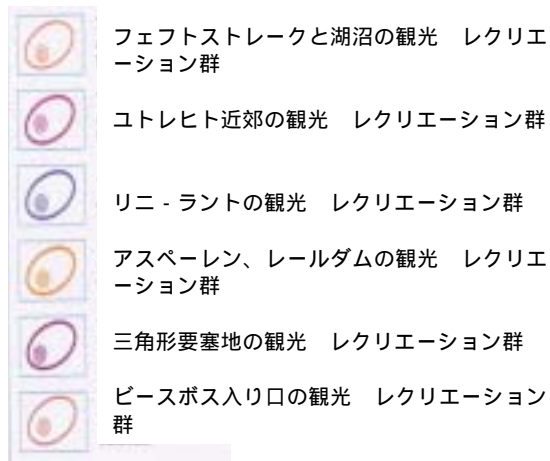 フェフトストレークと湖沼の観光　レクリエ
ーション群
ユトレヒト近郊の観光　レクリエーション群
リニ - ラントの観光　レクリエーション群
アスペーレン、レールダムの観光　レクリエ
ーション群
三角形要塞地の観光　レクリエーション群
ビースボス入り口の観光　レクリエーション
群